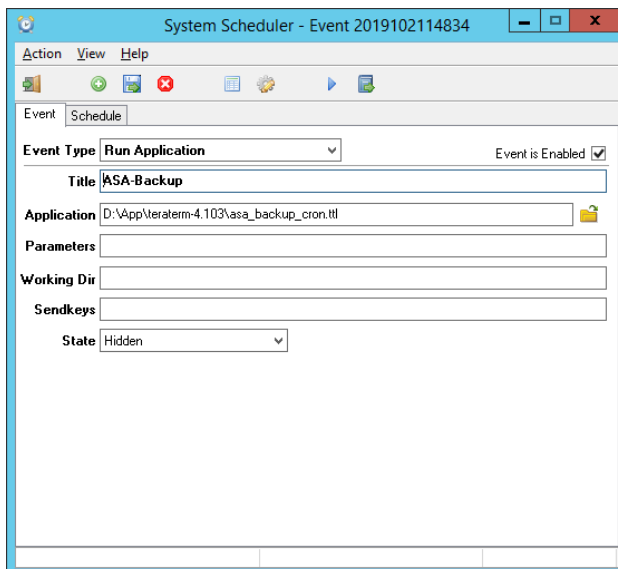 System Scheduler - Event 2019102114834
Action View Help
Event Schedule
Event Type Run Application Event is Enabled
Title ASA-Backup
Application D:\App\teraterm-4.103\asa_backup_cron.ttl
Parameters
Working Dir
Sendkeys
State Hidden